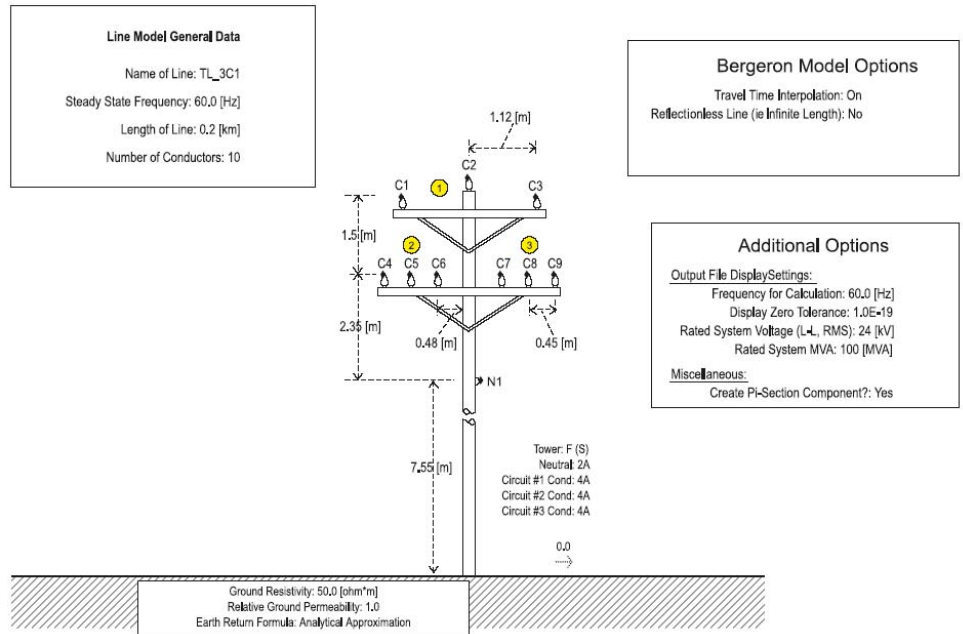 Line Model General Data
Name of Line: TL_3C1
Steady State Frequency: 60.0 [Hz]
Length of Line: 0.2 [km]
Number of Conductors: 10
Bergeron Model Options
Travel Time Interpolation: On
Reflectionless Line (ie Infinite Length): No
1.12 [m]
C2
C1
1
C3
1.5 [m]
2
3
C4 C5 C6 C7 C8 C9
2.35 [m]
0.48 [m]
0.45 [m]
N1
7.55 [m]
Additional Options
Output File DisplaySettings:
Frequency for Calculation: 60.0 [Hz]
Display Zero Tolerance: 1.0E-19
Rated System Voltage (L-L, RMS): 24 [kV]
Rated System MVA: 100 [MVA]
Miscellaneous:
Create Pi-Section Component?: Yes
Tower: F (S)
Neutral: 2A
Circuit #1 Cond: 4A
Circuit #2 Cond: 4A
Circuit #3 Cond: 4A
0.0
Ground Resistivity: 50.0 [ohm*m]
Relative Ground Permeability: 1.0
Earth Return Formula: Analytical Approximation